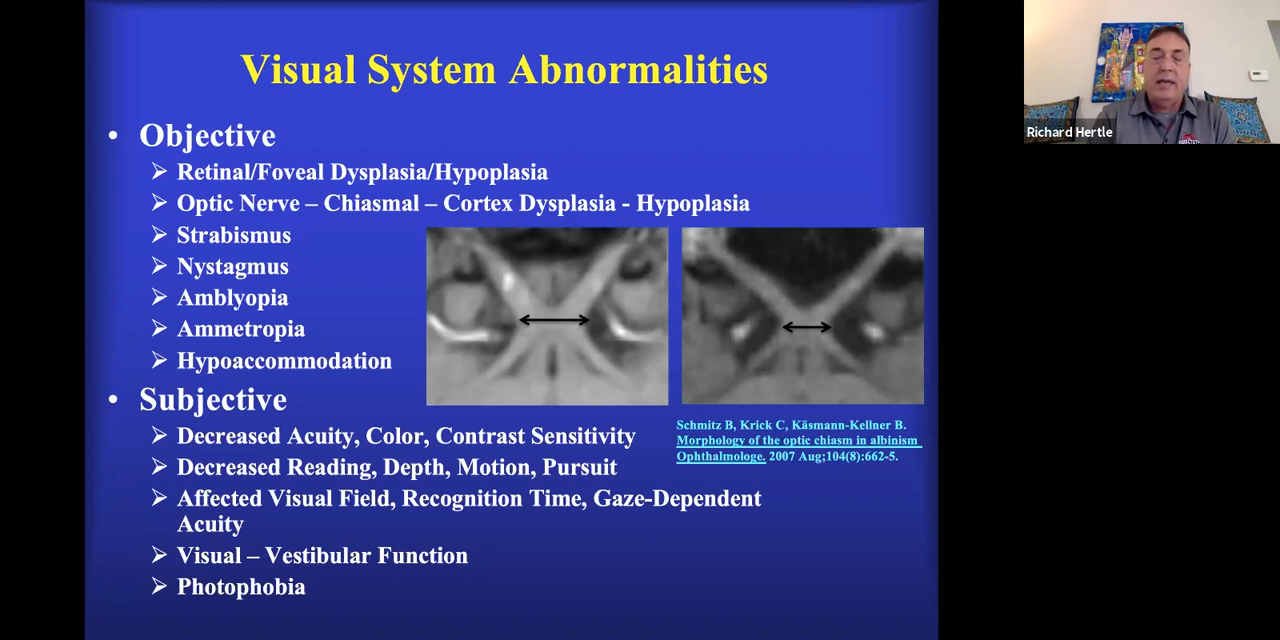 Visual System Abnormalities
• Objective
➢ Retinal/Foveal Dysplasia/Hypoplasia
➢ Optic Nerve – Chiasmal – Cortex Dysplasia - Hypoplasia
➢ Strabismus
➢ Nystagmus
➢ Amblyopia
➢ Ammetropia
➢ Hypoaccommodation
• Subjective
➢ Decreased Acuity, Color, Contrast Sensitivity
➢ Decreased Reading, Depth, Motion, Pursuit
➢ Affected Visual Field, Recognition Time, Gaze-Dependent
Acuity
➢ Visual – Vestibular Function
➢ Photophobia
Schmitz B, Krick C, Käsmann-Kellner B.
Morphology of the optic chiasm in albinism
Ophthalmologe. 2007 Aug;104(8):662-5.
Richard Hertle